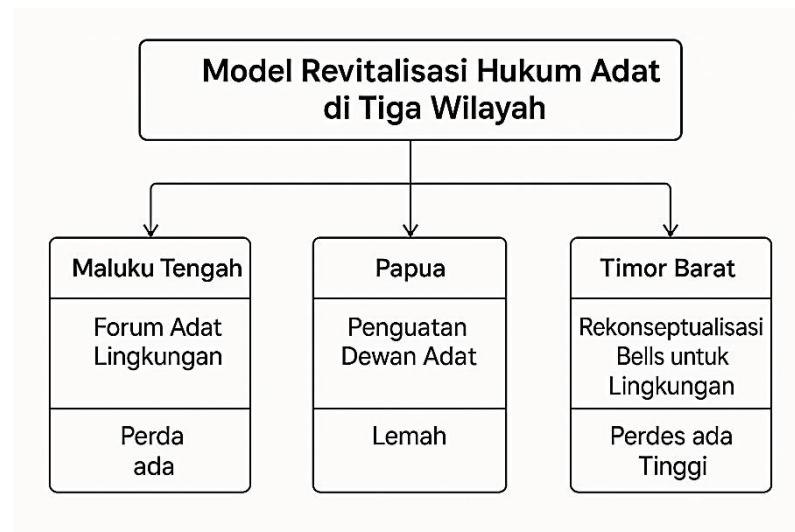 Model Revitalisasi Hukum Adat
di Tiga Wilayah
Maluku Tengah
Forum Adat
Lingkungan
Perda
ada
Papua
Penguatan
Dewan Adat
Lemah
Timor Barat
Rekonseptualisasi
Bells untuk
Lingkungan
Perdes ada
Tinggi